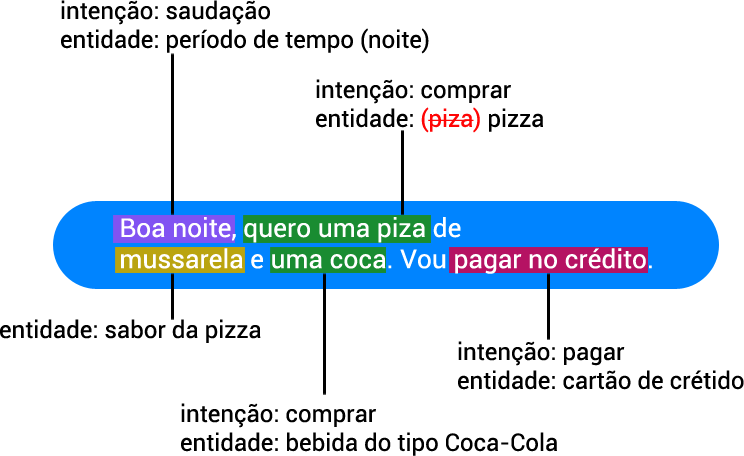 intenção: saudação
entidade: período de tempo (noite)
intenção: comprar
entidade: (piza) pizza
Boa noite, quero uma piza de
mussarela e uma coca. Vou pagar no crédito.
entidade: sabor da pizza
intenção: pagar
entidade: cartão de crétido
intenção: comprar
entidade: bebida do tipo Coca-Cola